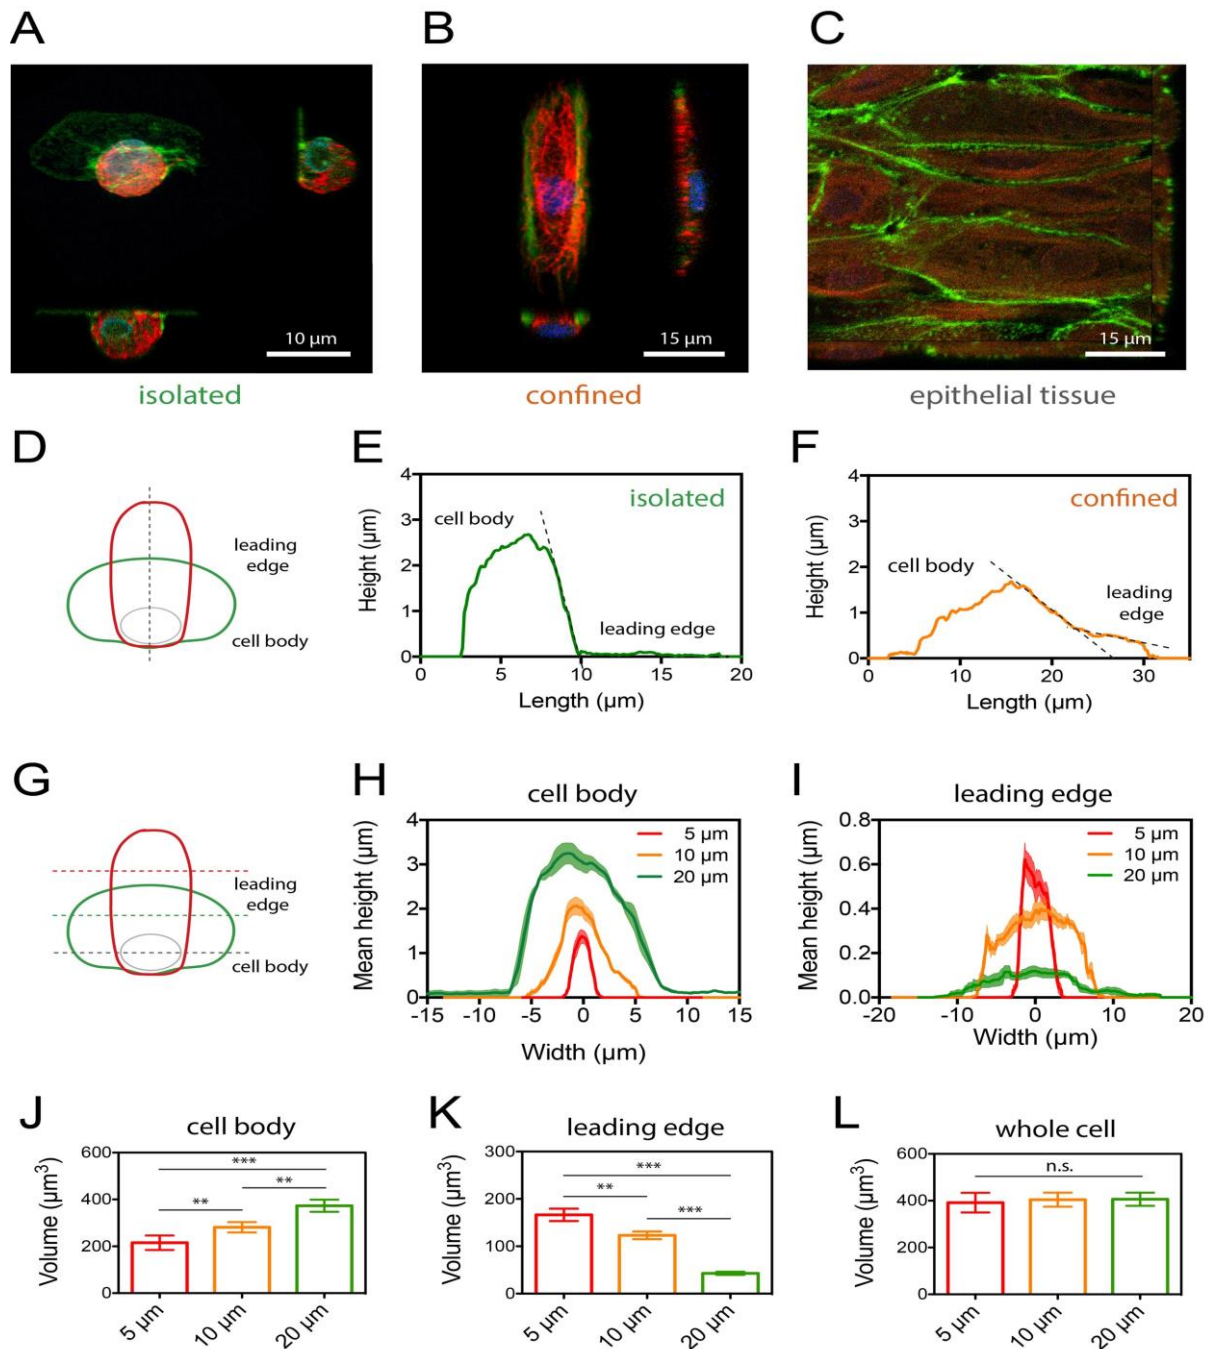 A
B
C
10 µm
15 µm
15 µm
isolated
confined
epithelial tissue
D
leading
edge
cell body
E
4
3
2
1
0
Height (µm)
isolated
cell body
leading edge
0
5
10
15
20
Length (µm)
F
4
3
2
1
0
Height (µm)
confined
cell body
leading
edge
0
10
20
30
Length (µm)
G
leading
edge
cell body
H
cell body
4
3
2
1
0
Mean height (µm)
5 µm
10 µm
20 µm
-15
-10
-5
0
5
10
15
Width (µm)
I
leading edge
0.8
0.6
0.4
0.2
0.0
Mean height (µm)
5 µm
10 µm
20 µm
-20
-10
0
10
20
Width (µm)
J
cell body
600
400
200
0
Volume (µm³)
***
**
**
5 µm
10 µm
20 µm
K
leading edge
300
200
100
0
Volume (µm³)
***
**
***
5 µm
10 µm
20 µm
L
whole cell
600
400
200
0
Volume (µm³)
n.s.
5 µm
10 µm
20 µm